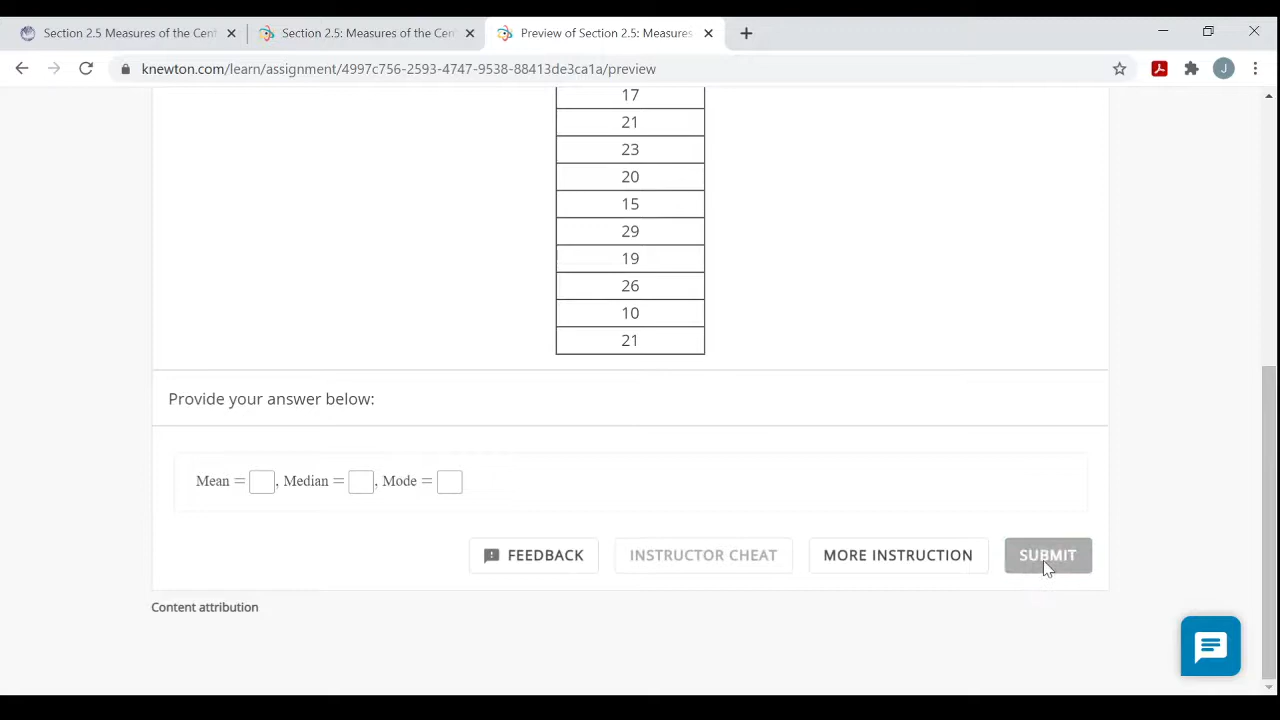 Section 2.5 Measures of the Cent
Section 2.5: Measures of the Cen
Preview of Section 2.5: Measures
knewton.com/learn/assignment/4997c756-2593-4747-9538-88413de3ca1a/preview
J
17
21
23
20
15
29
19
26
10
21
Provide your answer below:
Mean = , Median = , Mode =
FEEDBACK
INSTRUCTOR CHEAT
MORE INSTRUCTION
SUBMIT
Content attribution